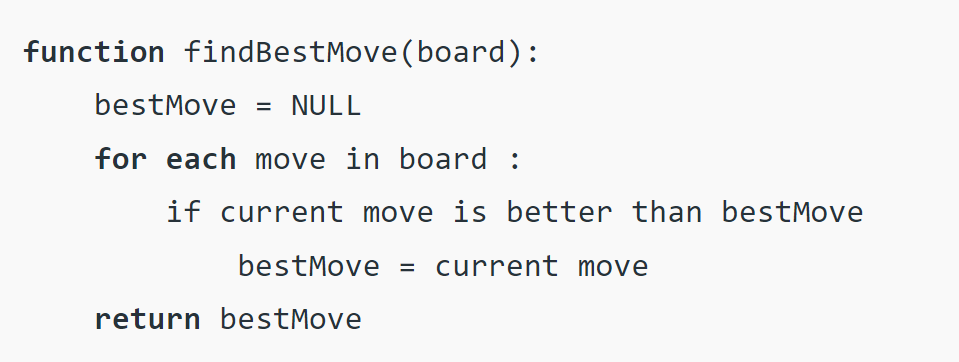 function findBestMove(board):
bestMove = NULL
for each move in board :
if current move is better than bestMove
bestMove = current move
return bestMove